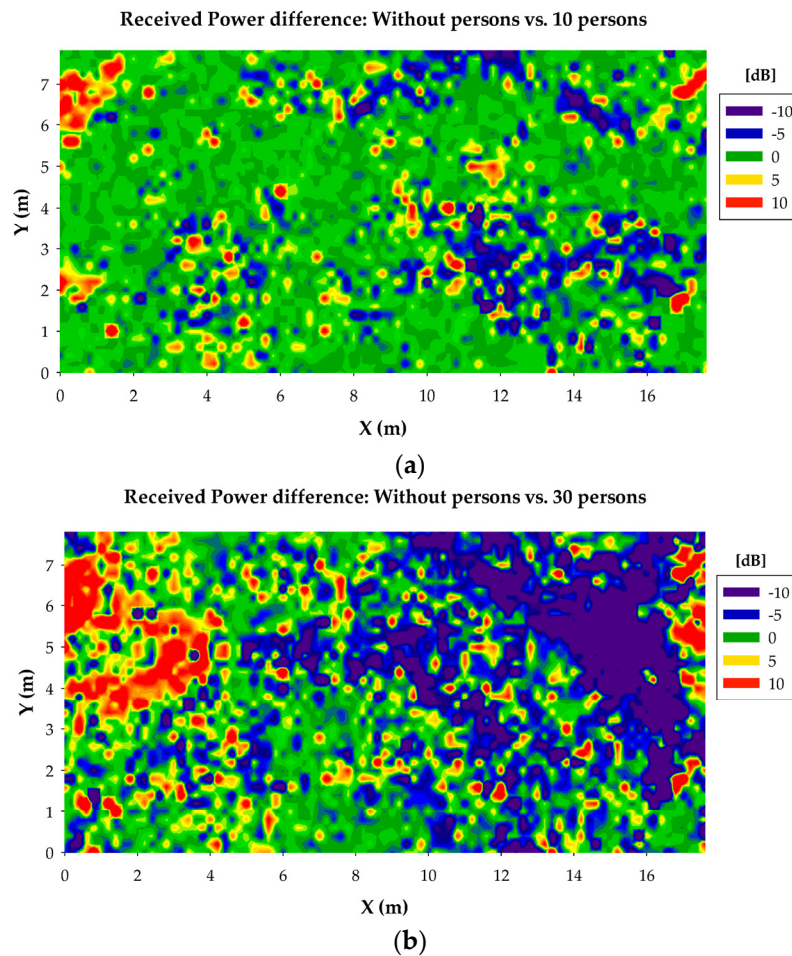 Received Power difference: Without persons vs. 10 persons
[dB]
-10
-5
0
5
10
7
6
5
4
3
2
1
0
Y (m)
0 2 4 6 8 10 12 14 16
X (m)
(a)
Received Power difference: Without persons vs. 30 persons
[dB]
-10
-5
0
5
10
7
6
5
4
3
2
1
0
Y (m)
0 2 4 6 8 10 12 14 16
X (m)
(b)